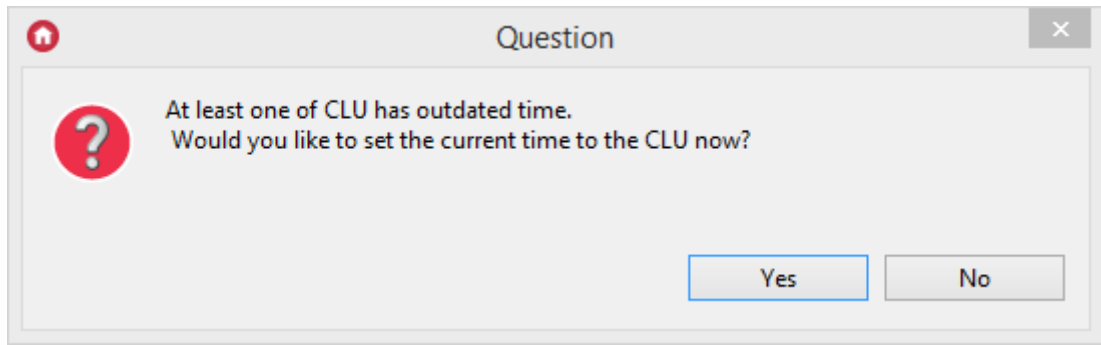 Question
At least one of CLU has outdated time.
Would you like to set the current time to the CLU now?
Yes
No